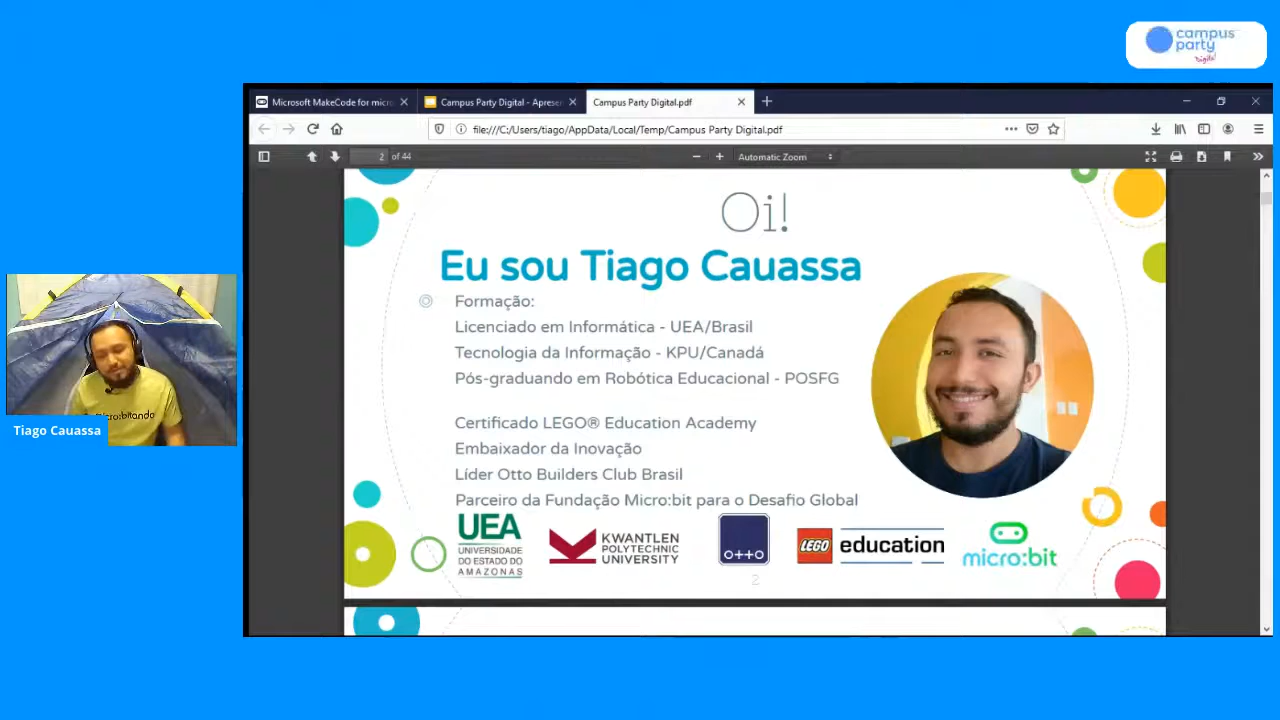 campus
party
Digital
Microsoft MakeCode for micro
Campus Party Digital - Aprese
Campus Party Digital.pdf
file:///C:/Users/tiago/AppData/Local/Temp/Campus Party Digital.pdf
2 of 44
Automatic Zoom
Oi!
Eu sou Tiago Cauassa
Formação:
Licenciado em Informática - UEA/Brasil
Tecnologia da Informação - KPU/Canadá
Pós-graduando em Robótica Educacional - POSFG
Certificado LEGO® Education Academy
Embaixador da Inovação
Líder Otto Builders Club Brasil
Parceiro da Fundação Micro:bit para o Desafio Global
UEA
UNIVERSIDADE
DO ESTADO DO
AMAZONAS
KWANTLEN
POLYTECHNIC
UNIVERSITY
OTTO
LEGO education
micro:bit
2
micro:bitando
Tiago Cauassa